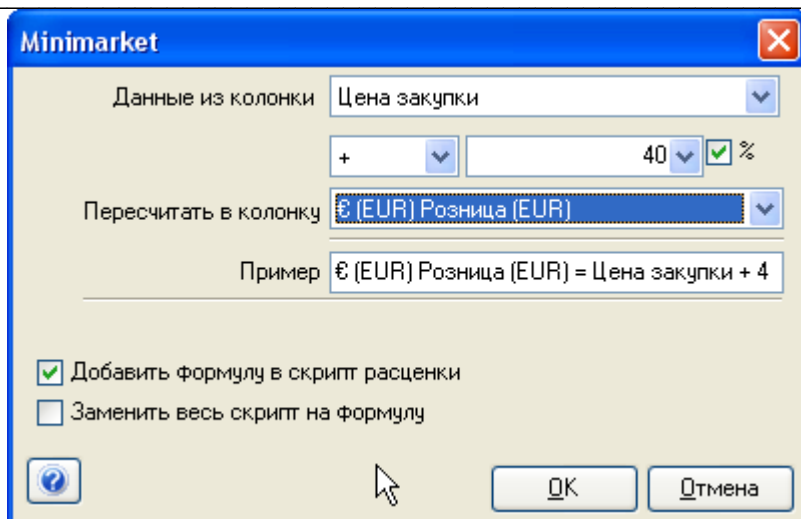 Minimarket
Данные из колонки Цена закупки
+ 40 %
Пересчитать в колонку € (EUR) Розница (EUR)
Пример € (EUR) Розница (EUR) = Цена закупки + 4
Добавить формулу в скрипт расценки
Заменить весь скрипт на формулу
? OK Отмена